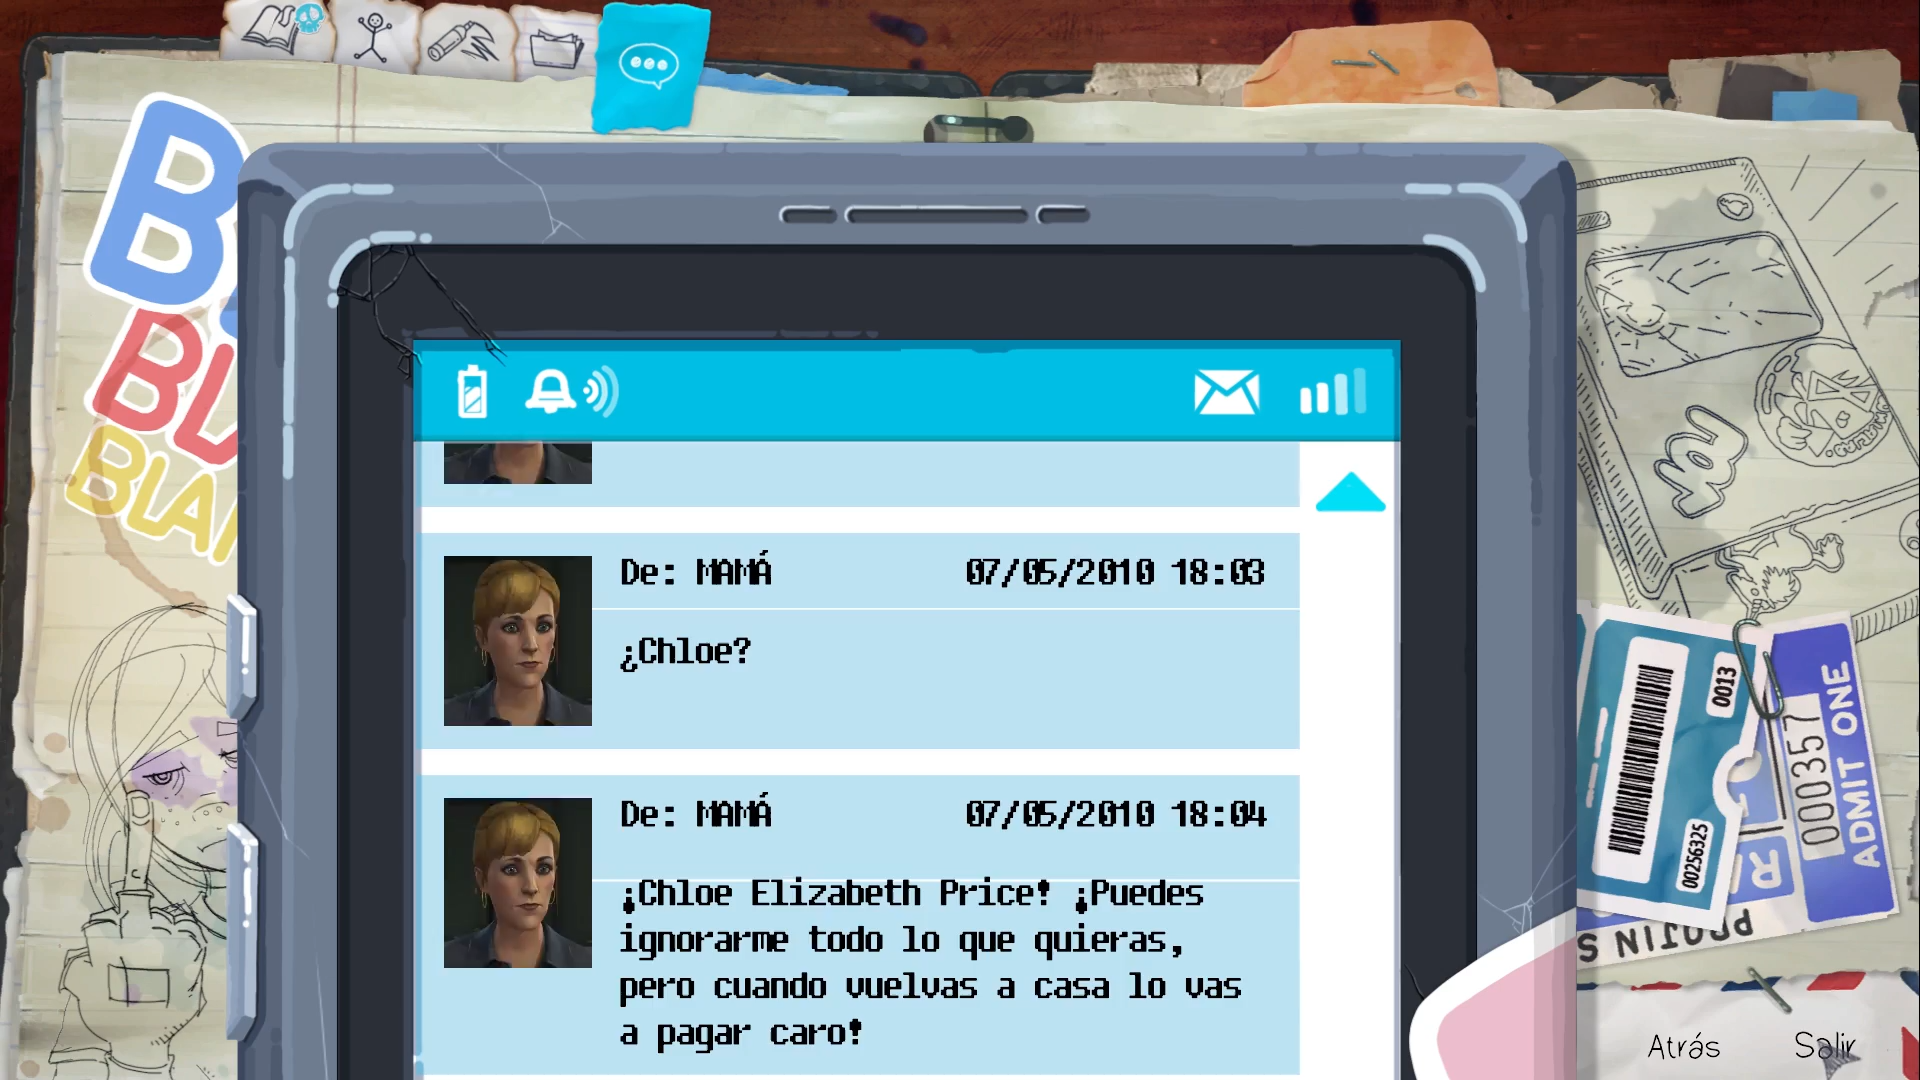 De: MAMÁ 07/05/2010 18:03
¿Chloe?
De: MAMÁ 07/05/2010 18:04
¡Chloe Elizabeth Price! ¡Puedes
ignorarme todo lo que quieras,
pero cuando vuelvas a casa lo vas
a pagar caro!
0013
00256325
000357
ADMIT ONE
Atrás Salir